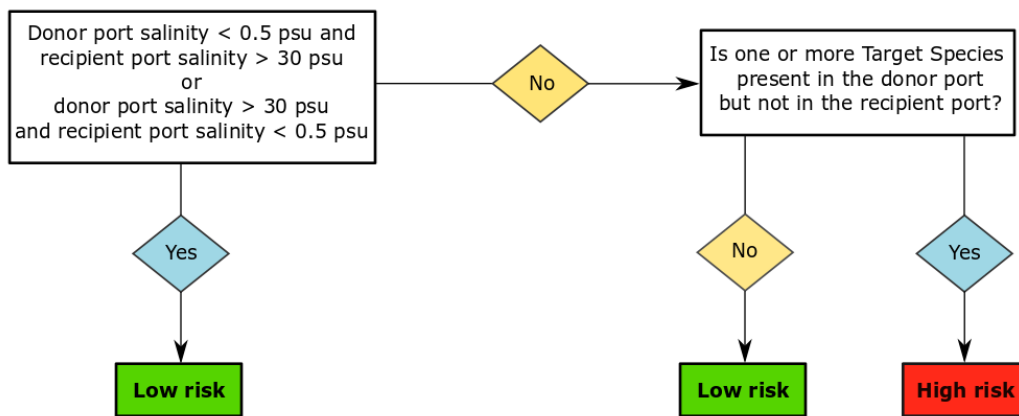 Donor port salinity < 0.5 psu and
recipient port salinity > 30 psu
or
donor port salinity > 30 psu
and recipient port salinity < 0.5 psu
No
Is one or more Target Species
present in the donor port
but not in the recipient port?
Yes
No
Yes
Low risk
Low risk
High risk